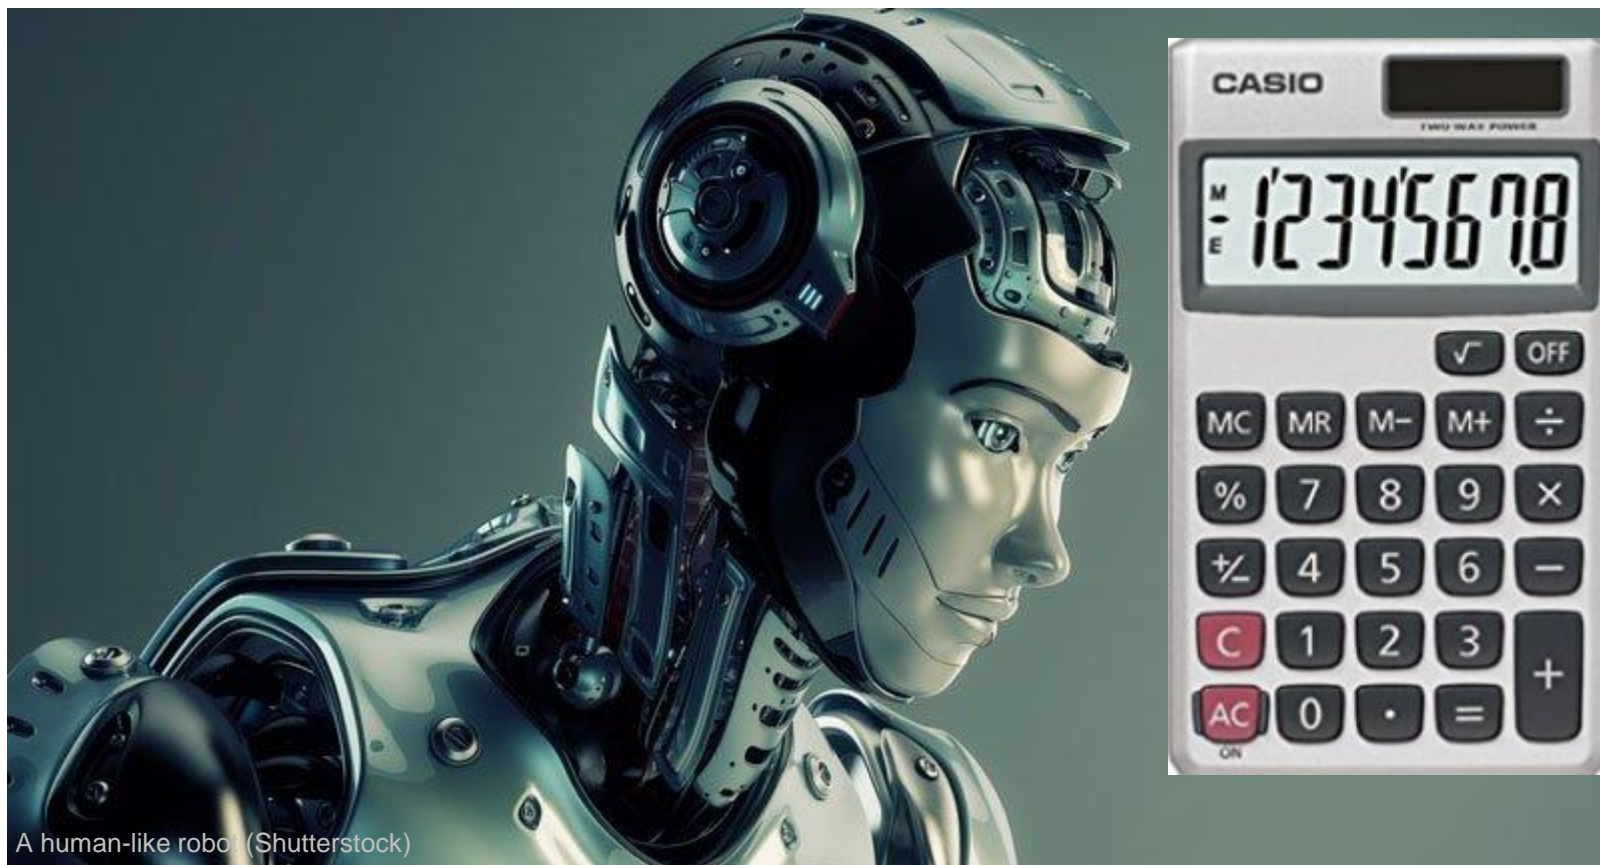 CASIO
TWO WAY POWER
M
-
E
1'234'567.8
√ OFF
MC MR M− M+ ÷
% 7 8 9 ×
+/− 4 5 6 −
C 1 2 3
+
AC 0 · =
ON
A human-like robot (Shutterstock)